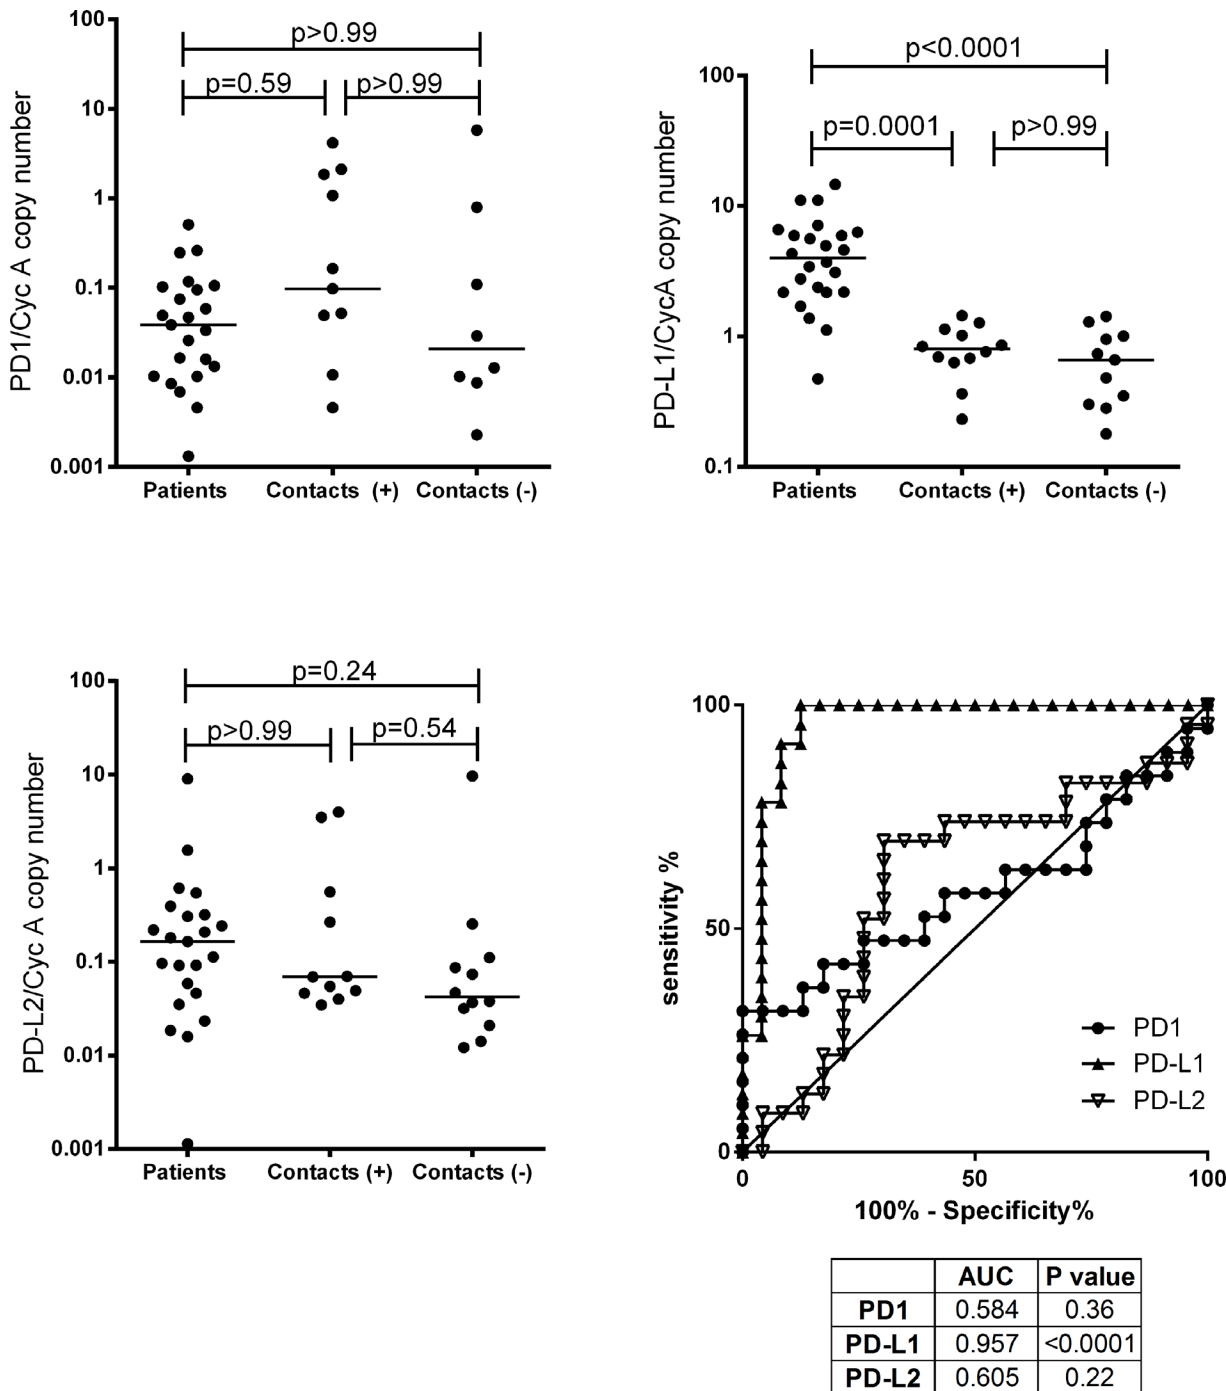 100
10
1
0.1
0.01
0.001
PD1/Cyc A copy number
p>0.99
p=0.59
p>0.99
Patients
Contacts (+)
Contacts (-)
100
10
1
0.1
PD-L1/CycA copy number
p<0.0001
p=0.0001
p>0.99
Patients
Contacts (+)
Contacts (-)
100
10
1
0.1
0.01
0.001
PD-L2/Cyc A copy number
p=0.24
p>0.99
p=0.54
Patients
Contacts (+)
Contacts (-)
100
50
0
sensitivity %
PD1
PD-L1
PD-L2
0 50 100
100% - Specificity%
AUC P value
PD1 0.584 0.36
PD-L1 0.957 <0.0001
PD-L2 0.605 0.22